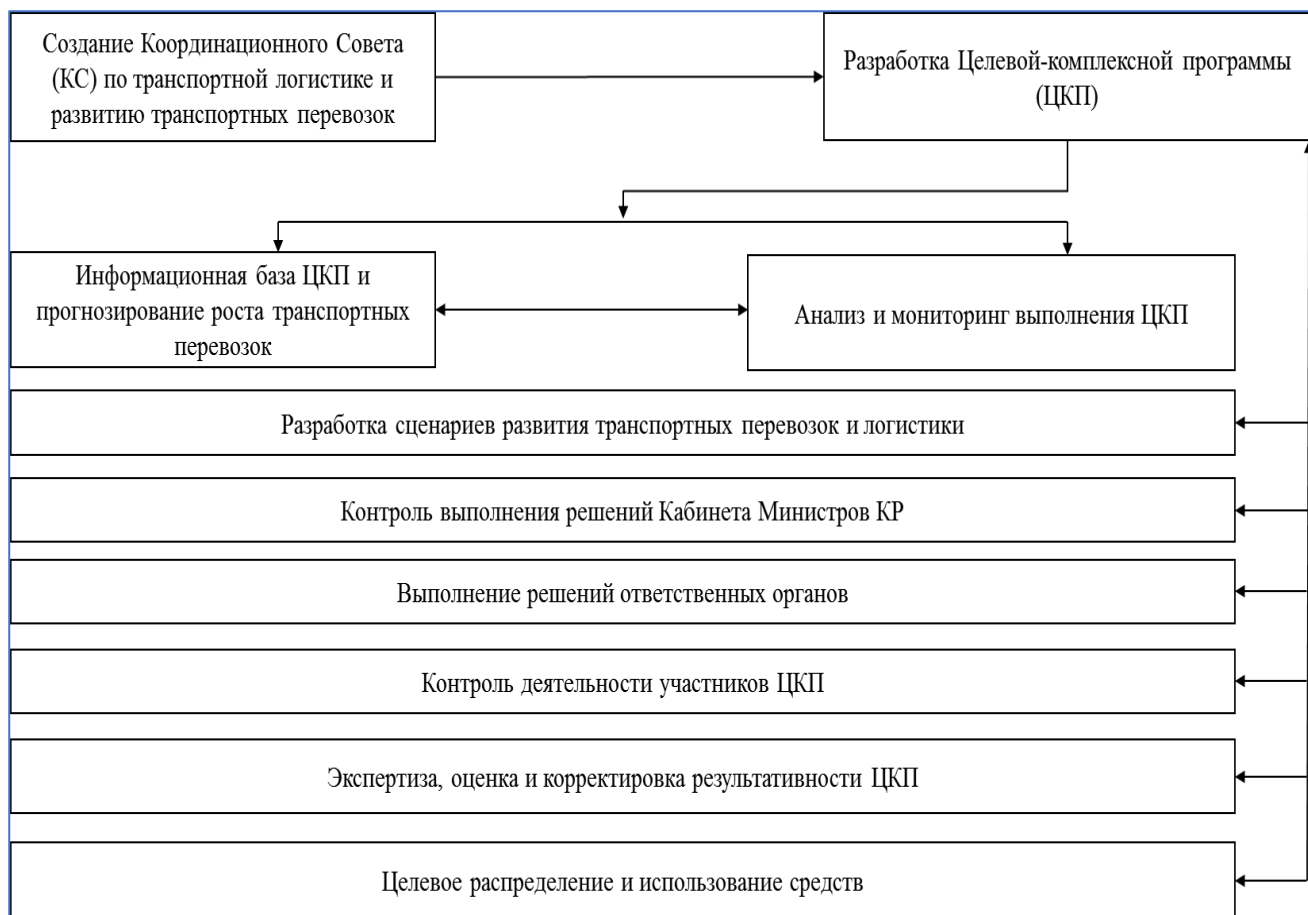 Создание Координационного Совета
(КС) по транспортной логистике и
развитию транспортных перевозок
Разработка Целевой-комплексной программы
(ЦКП)
Информационная база ЦКП и
прогнозирование роста транспортных
перевозок
Анализ и мониторинг выполнения ЦКП
Разработка сценариев развития транспортных перевозок и логистики
Контроль выполнения решений Кабинета Министров КР
Выполнение решений ответственных органов
Контроль деятельности участников ЦКП
Экспертиза, оценка и корректировка результативности ЦКП
Целевое распределение и использование средств